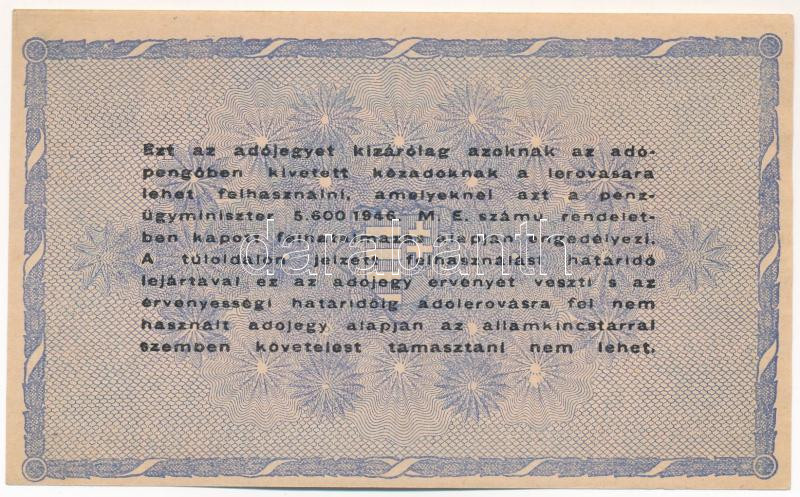 Ezt az adójegyet kizárólag azoknak az adó-
pengőben kivetett közadóknak a lerovására
lehet felhasználni, amelyeknél azt a pénz-
ügyminiszter 5.600/1946. M. E. számú rendelet-
ben kapott felhatalmazás alapján engedélyezi.
A túloldalon jelzett felhasználási határidő
lejártával ez az adójegy érvényét veszti s az
érvényességi határidőig adólerovásra fel nem
használt adójegy alapján az államkincstárral
szemben követelést támasztani nem lehet.
darabanth